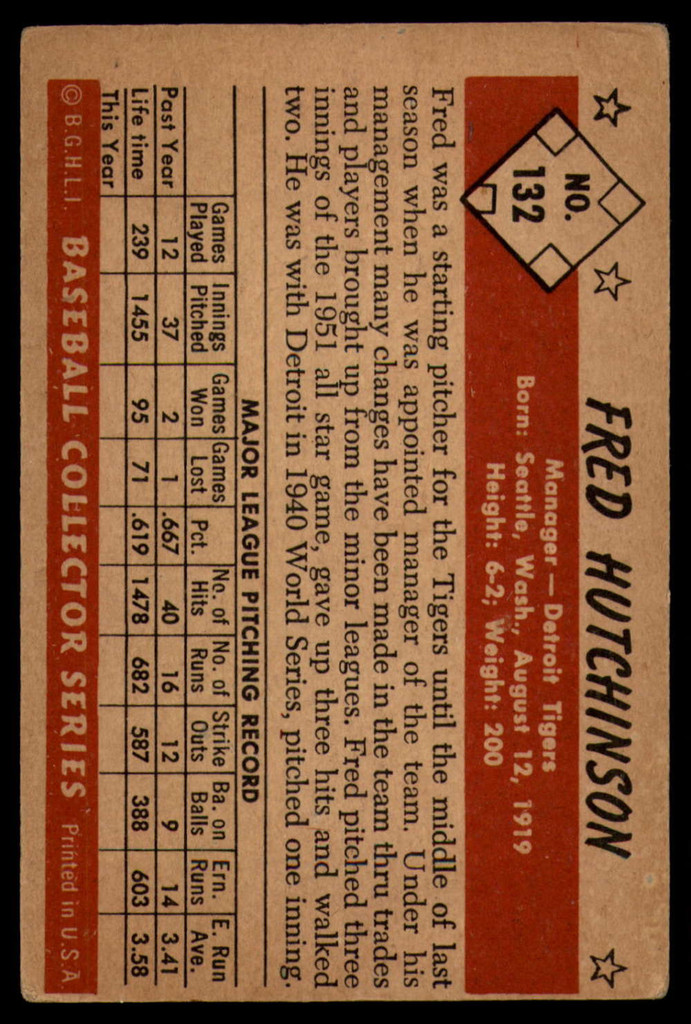 FRED HUTCHINSON
NO.
132
Manager — Detroit Tigers
Born: Seattle, Wash., August 12, 1919
Height: 6-2; Weight: 200
Fred was a starting pitcher for the Tigers until the middle of last
season when he was appointed manager of the team. Under his
management many changes have been made in the team thru trades
and players brought up from the minor leagues. Fred pitched three
innings of the 1951 all star game, gave up three hits and walked
two. He was with Detroit in 1940 World Series, pitched one inning.
MAJOR LEAGUE PITCHING RECORD
Games Innings Games Games No. of No. of Strike Ba. on Ern. E. Run
Played Pitched Won Lost Pct. Hits Runs Outs Balls Runs Ave.
Past Year 12 37 2 1 .667 40 16 12 9 14 3.41
Life time 239 1455 95 71 .619 1478 682 587 388 603 3.58
This Year
© B.G.H.L.I. BASEBALL COLLECTOR SERIES Printed in U.S.A.